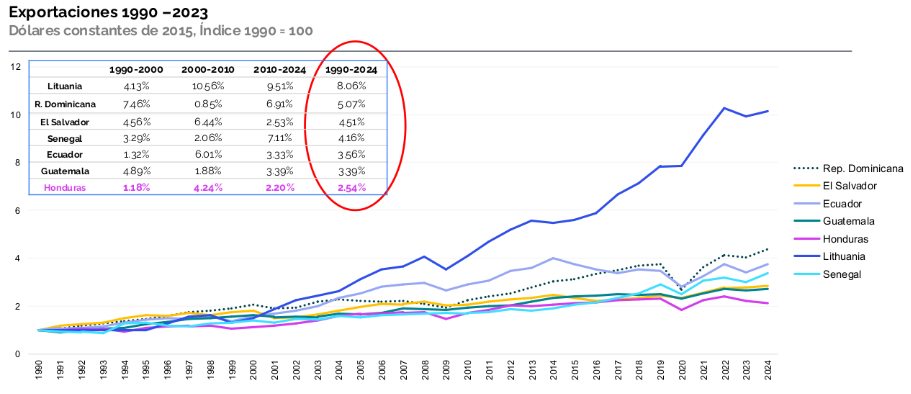 Exportaciones 1990 –2023
Dólares constantes de 2015, Índice 1990 = 100
1990-2000 2000-2010 2010-2024 1990-2024
Lituania 4.13% 10.56% 9.51% 8.06%
R. Dominicana 7.46% 0.85% 6.91% 5.07%
El Salvador 4.56% 6.44% 2.53% 4.51%
Senegal 3.29% 2.06% 7.11% 4.16%
Ecuador 1.32% 6.01% 3.33% 3.56%
Guatemala 4.89% 1.88% 3.39% 3.39%
Honduras 1.18% 4.24% 2.20% 2.54%
12
10
8
6
4
2
0
1990 1991 1992 1993 1994 1995 1996 1997 1998 1999 2000 2001 2002 2003 2004 2005 2006 2007 2008 2009 2010 2011 2012 2013 2014 2015 2016 2017 2018 2019 2020 2021 2022 2023 2024
Rep. Dominicana
El Salvador
Ecuador
Guatemala
Honduras
Lithuania
Senegal